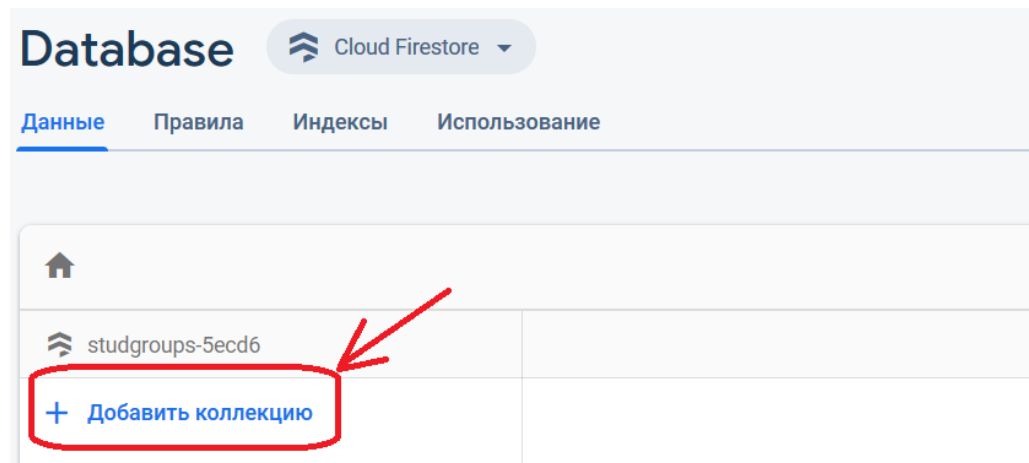 Database Cloud Firestore
Данные Правила Индексы Использование
studgroups-5ecd6
+ Добавить коллекцию